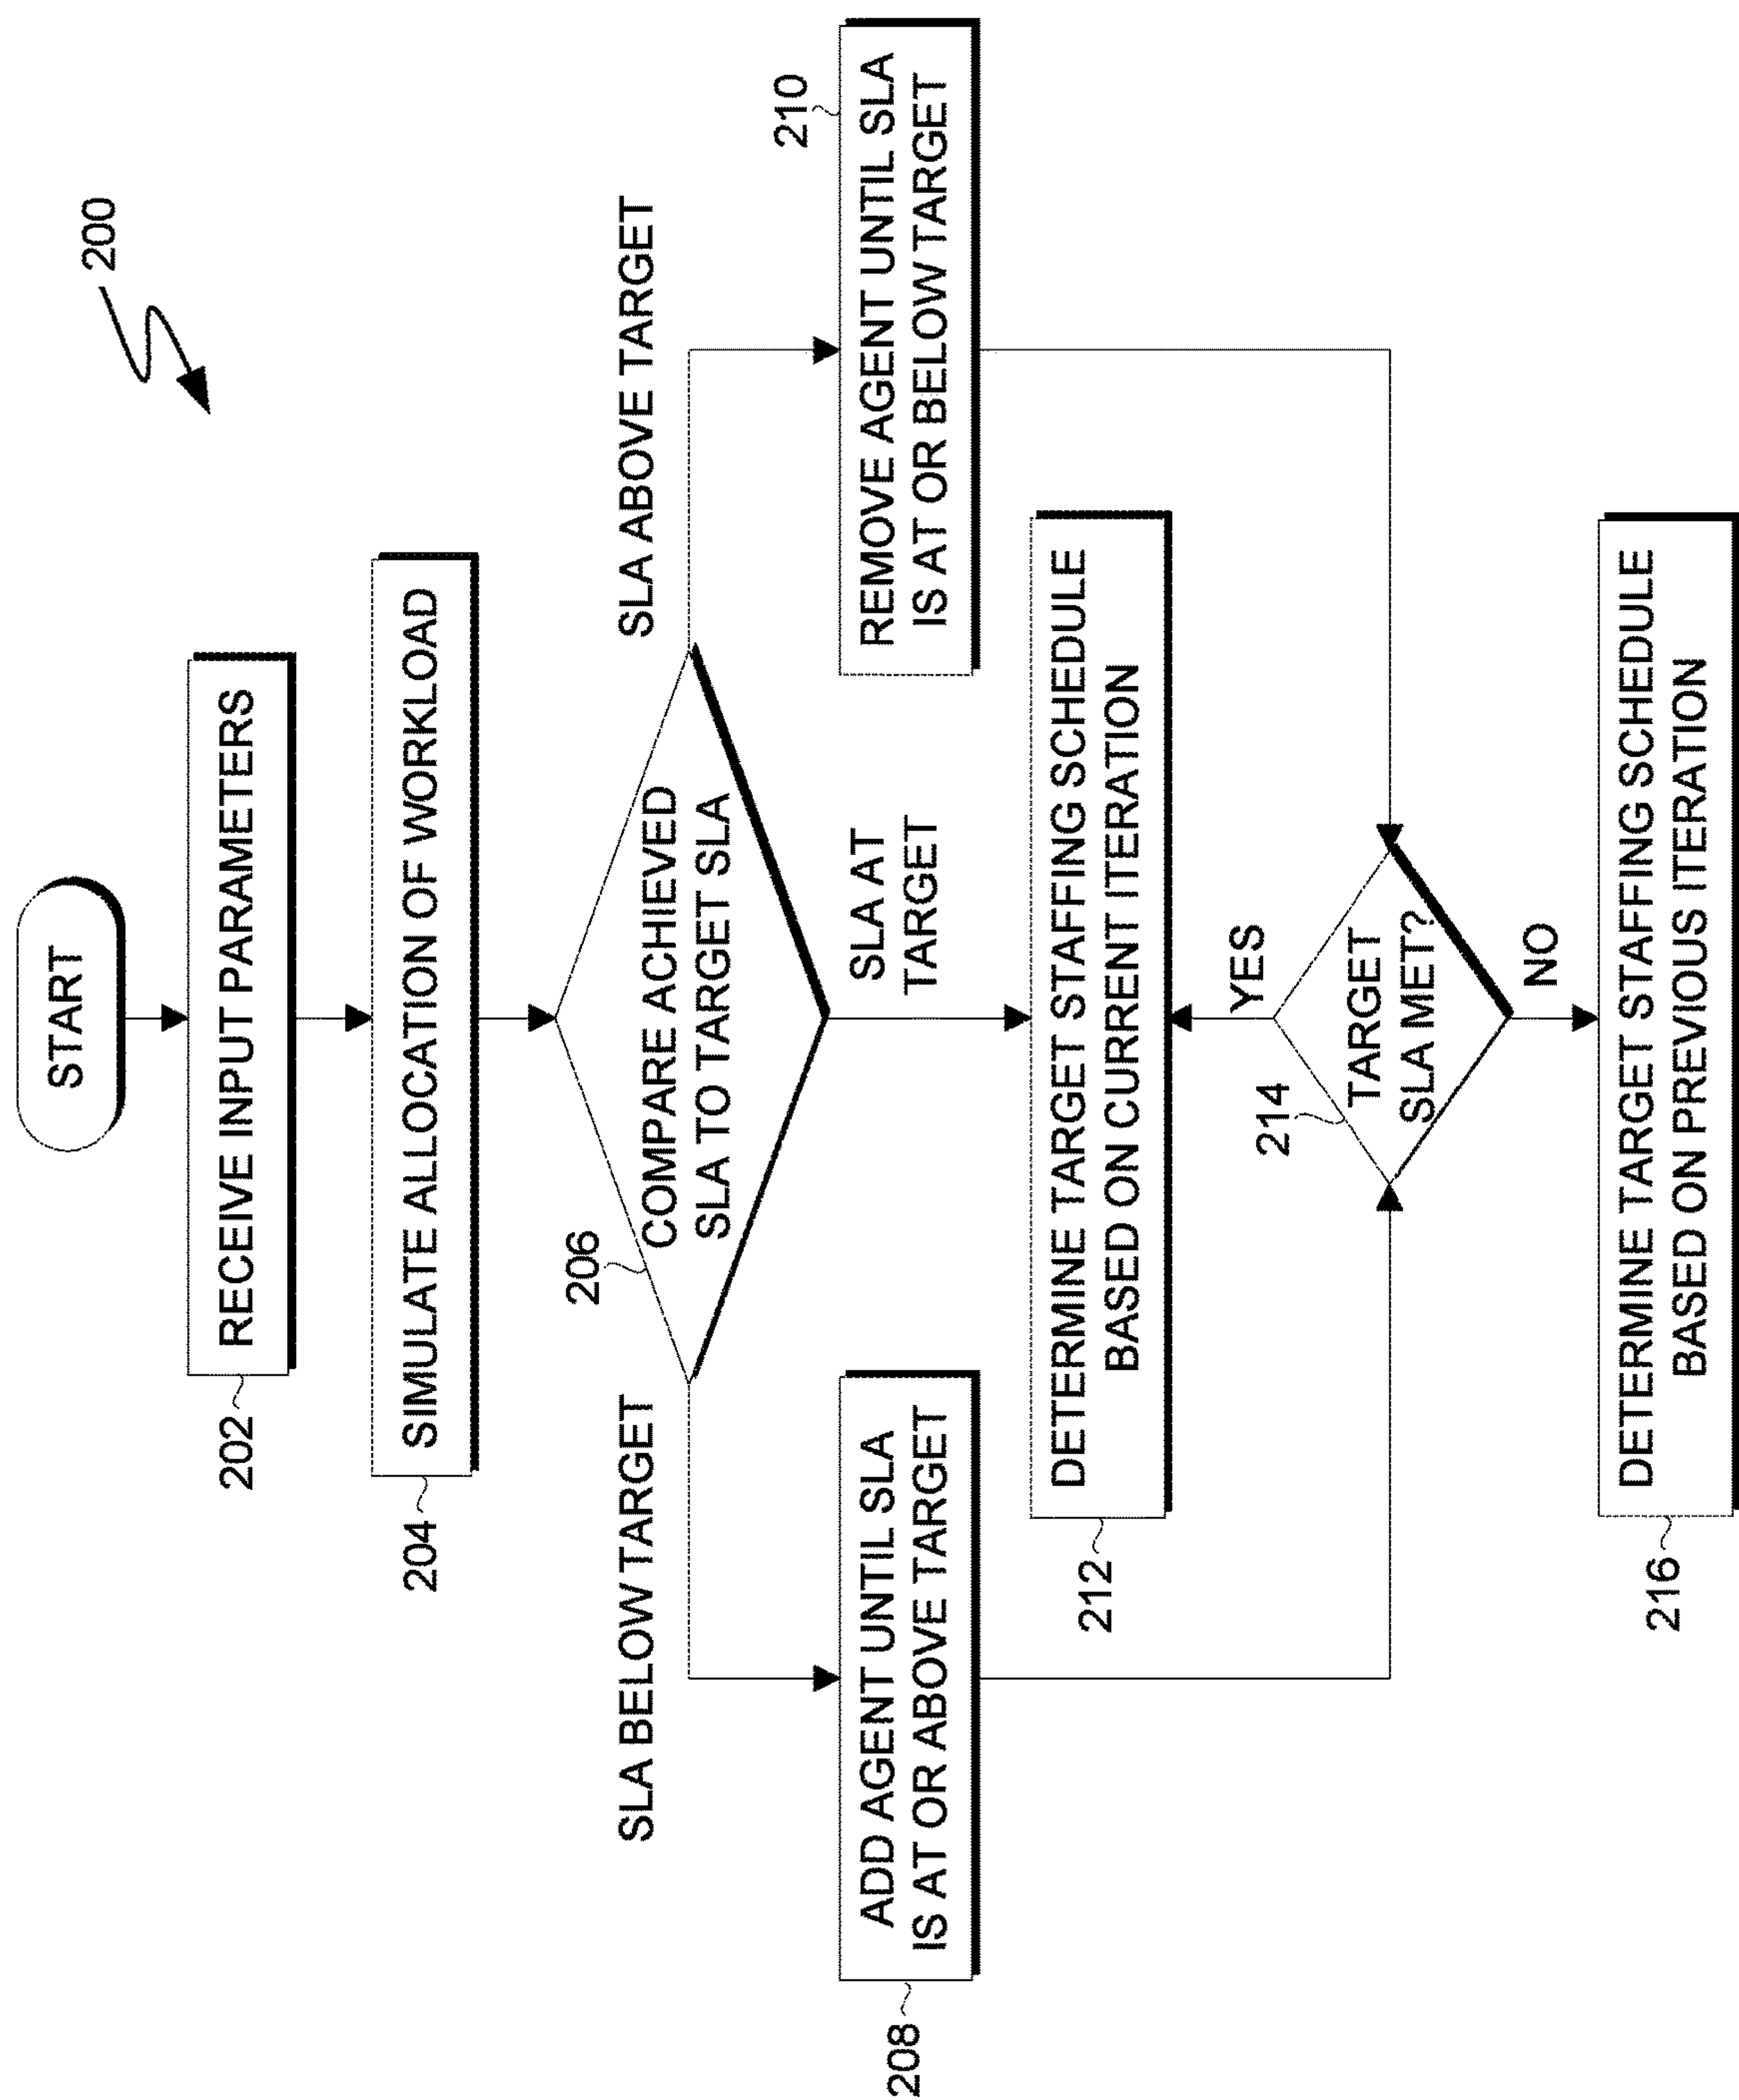 200
START
RECEIVE INPUT PARAMETERS
202
SIMULATE ALLOCATION OF WORKLOAD
204
206
COMPARE ACHIEVED
SLA TO TARGET SLA
SLA BELOW TARGET
SLA ABOVE TARGET
SLA AT
TARGET
208
ADD AGENT UNTIL SLA
IS AT OR ABOVE TARGET
210
REMOVE AGENT UNTIL SLA
IS AT OR BELOW TARGET
212
DETERMINE TARGET STAFFING SCHEDULE
BASED ON CURRENT ITERATION
YES
214
TARGET
SLA MET?
NO
216
DETERMINE TARGET STAFFING SCHEDULE
BASED ON PREVIOUS ITERATION